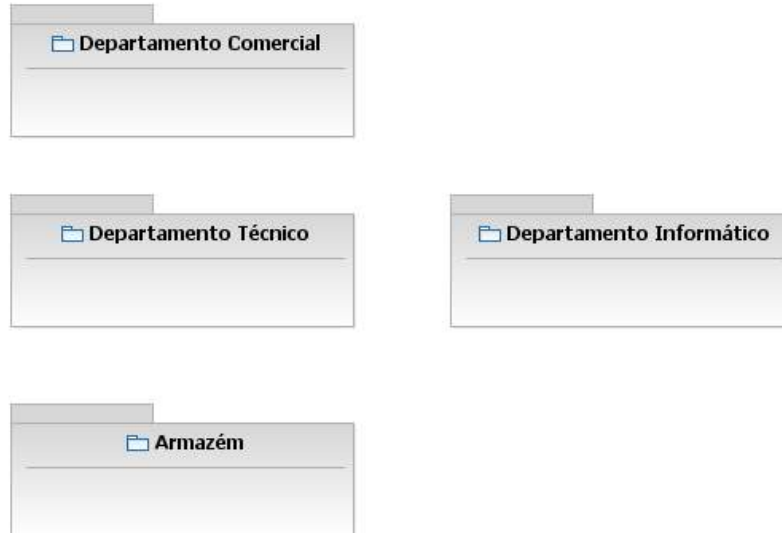 Departamento Comercial
Departamento Técnico
Departamento Informático
Armazém